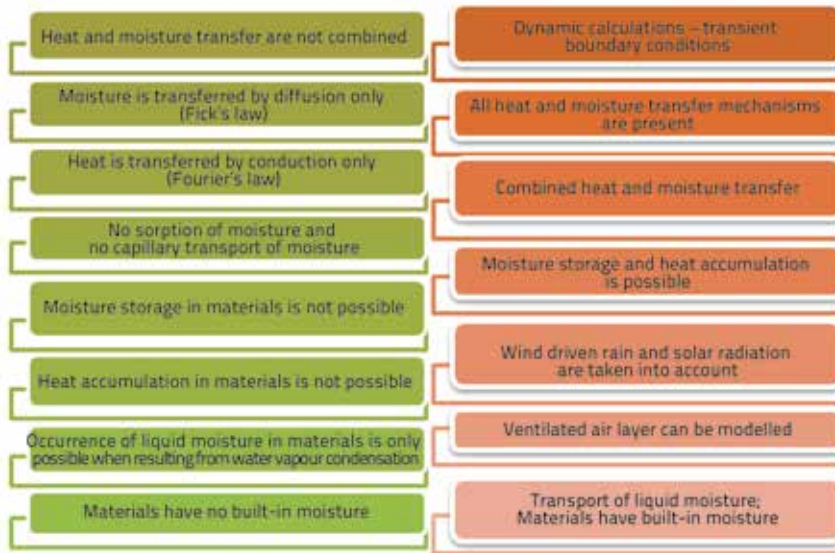 Heat and moisture transfer are not combined
Moisture is transferred by diffusion only
(Fick's law)
Heat is transferred by conduction only
(Fourier's law)
No sorption of moisture and
no capillary transport of moisture
Moisture storage in materials is not possible
Heat accumulation in materials is not possible
Occurrence of liquid moisture in materials is only
possible when resulting from water vapour condensation
Materials have no built-in moisture
Dynamic calculations – transient
boundary conditions
All heat and moisture transfer mechanisms
are present
Combined heat and moisture transfer
Moisture storage and heat accumulation
is possible
Wind driven rain and solar radiation
are taken into account
Ventilated air layer can be modelled
Transport of liquid moisture;
Materials have built-in moisture